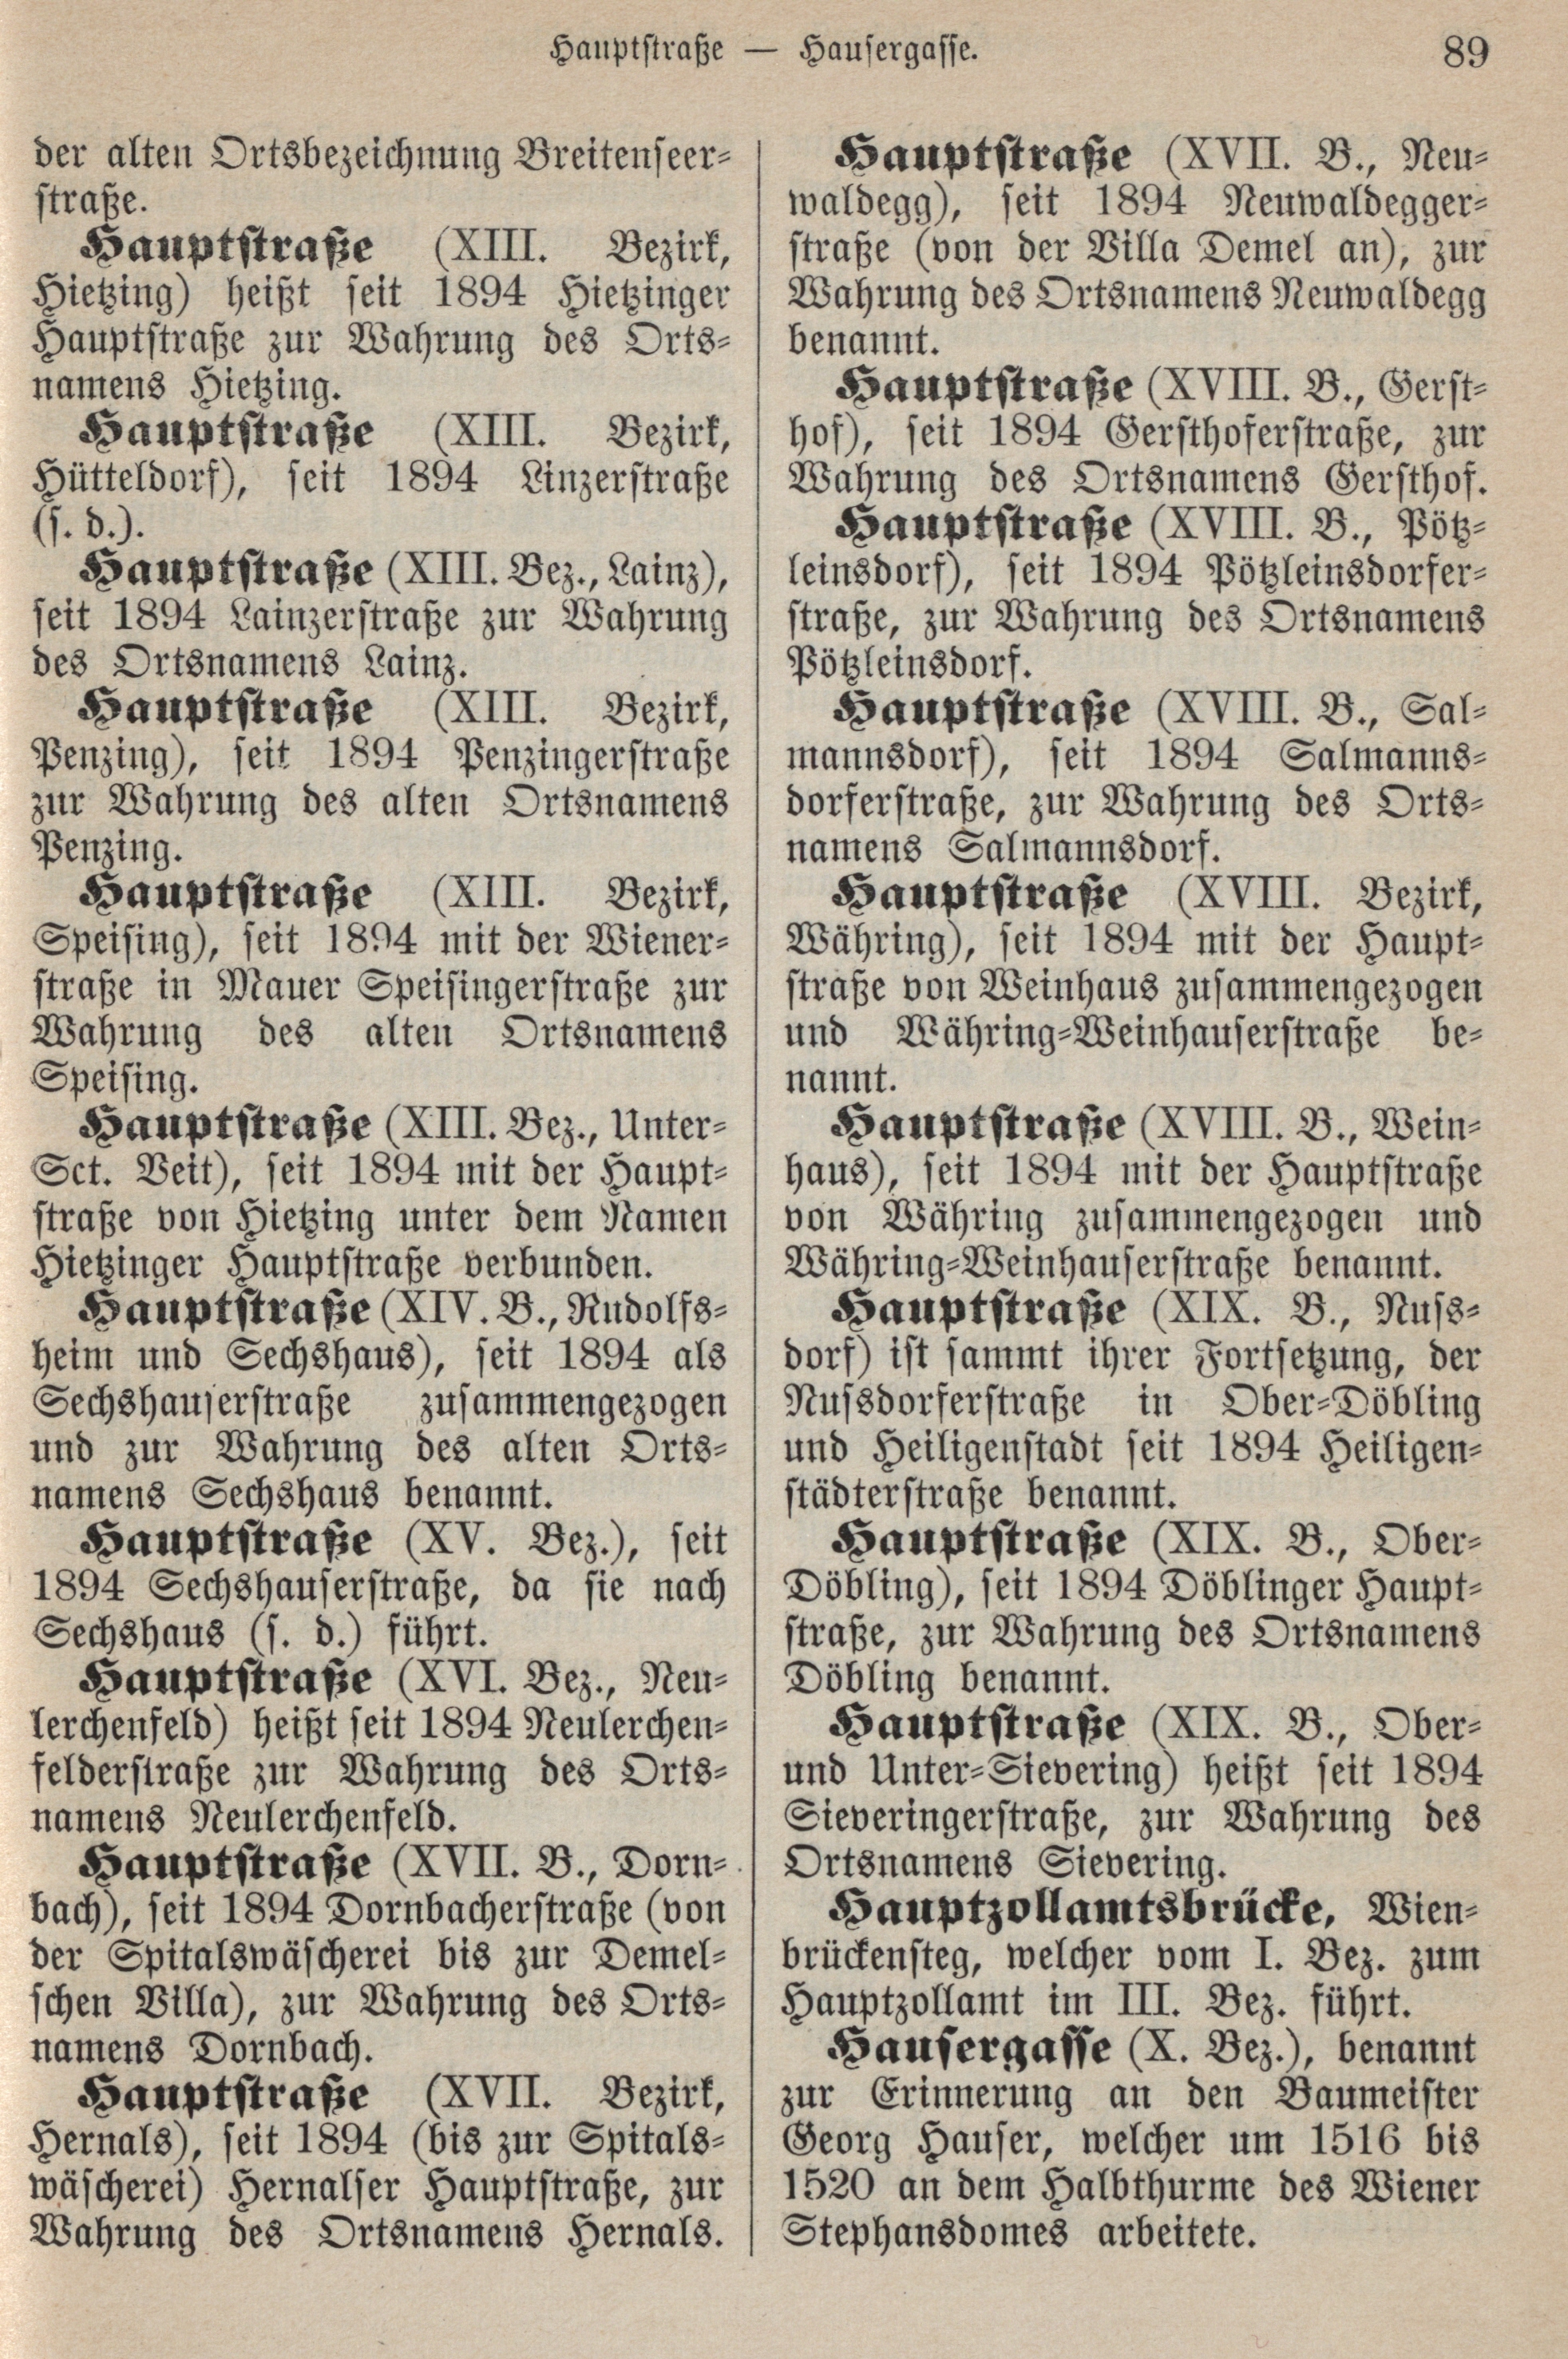 Hauptstraße — Hausergasse.
89
der alten Ortsbezeichnung Breitenseer-
straße.
Hauptstraße (XIII. Bezirk,
Hietzing) heißt seit 1894 Hietzinger
Hauptstraße zur Wahrung des Orts-
namens Hietzing.
Hauptstraße (XIII. Bezirk,
Hütteldorf), seit 1894 Linzerstraße
(s. d.).
Hauptstraße (XIII. Bez., Lainz),
seit 1894 Lainzerstraße zur Wahrung
des Ortsnamens Lainz.
Hauptstraße (XIII. Bezirk,
Penzing), seit 1894 Penzingerstraße
zur Wahrung des alten Ortsnamens
Penzing.
Hauptstraße (XIII. Bezirk,
Speising), seit 1894 mit der Wiener-
straße in Mauer Speisingerstraße zur
Wahrung des alten Ortsnamens
Speising.
Hauptstraße (XIII. Bez., Unter-
Sct. Veit), seit 1894 mit der Haupt-
straße von Hietzing unter dem Namen
Hietzinger Hauptstraße verbunden.
Hauptstraße (XIV. B., Rudolfs-
heim und Sechshaus), seit 1894 als
Sechshauserstraße zusammengezogen
und zur Wahrung des alten Orts-
namens Sechshaus benannt.
Hauptstraße (XV. Bez.), seit
1894 Sechshauserstraße, da sie nach
Sechshaus (s. d.) führt.
Hauptstraße (XVI. Bez., Neu-
lerchenfeld) heißt seit 1894 Neulerchen-
felderstraße zur Wahrung des Orts-
namens Neulerchenfeld.
Hauptstraße (XVII. B., Dorn-
bach), seit 1894 Dornbacherstraße (von
der Spitalswäscherei bis zur Demel-
schen Villa), zur Wahrung des Orts-
namens Dornbach.
Hauptstraße (XVII. Bezirk,
Hernals), seit 1894 (bis zur Spitals-
wäscherei) Hernalser Hauptstraße, zur
Wahrung des Ortsnamens Hernals.
Hauptstraße (XVII. B., Neu-
waldegg), seit 1894 Neuwaldegger-
straße (von der Villa Demel an), zur
Wahrung des Ortsnamens Neuwaldegg
benannt.
Hauptstraße (XVIII. B., Gerst-
hof), seit 1894 Gersthoferstraße, zur
Wahrung des Ortsnamens Gersthof.
Hauptstraße (XVIII. B., Pötz-
leinsdorf), seit 1894 Pötzleinsdorfer-
straße, zur Wahrung des Ortsnamens
Pötzleinsdorf.
Hauptstraße (XVIII. B., Sal-
mannsdorf), seit 1894 Salmanns-
dorferstraße, zur Wahrung des Orts-
namens Salmannsdorf.
Hauptstraße (XVIII. Bezirk,
Währing), seit 1894 mit der Haupt-
straße von Weinhaus zusammengezogen
und Währing-Weinhauserstraße be-
nannt.
Hauptstraße (XVIII. B., Wein-
haus), seit 1894 mit der Hauptstraße
von Währing zusammengezogen und
Währing-Weinhauserstraße benannt.
Hauptstraße (XIX. B., Nuss-
dorf) ist sammt ihrer Fortsetzung, der
Nussdorferstraße in Ober-Döbling
und Heiligenstadt seit 1894 Heiligen-
städterstraße benannt.
Hauptstraße (XIX. B., Ober-
Döbling), seit 1894 Döblinger Haupt-
straße, zur Wahrung des Ortsnamens
Döbling benannt.
Hauptstraße (XIX. B., Ober-
und Unter-Sievering) heißt seit 1894
Sieveringerstraße, zur Wahrung des
Ortsnamens Sievering.
Hauptzollamtsbrücke, Wien-
brückensteg, welcher vom I. Bez. zum
Hauptzollamt im III. Bez. führt.
Hausergasse (X. Bez.), benannt
zur Erinnerung an den Baumeister
Georg Hauser, welcher um 1516 bis
1520 an dem Halbthurme des Wiener
Stephansdomes arbeitete.